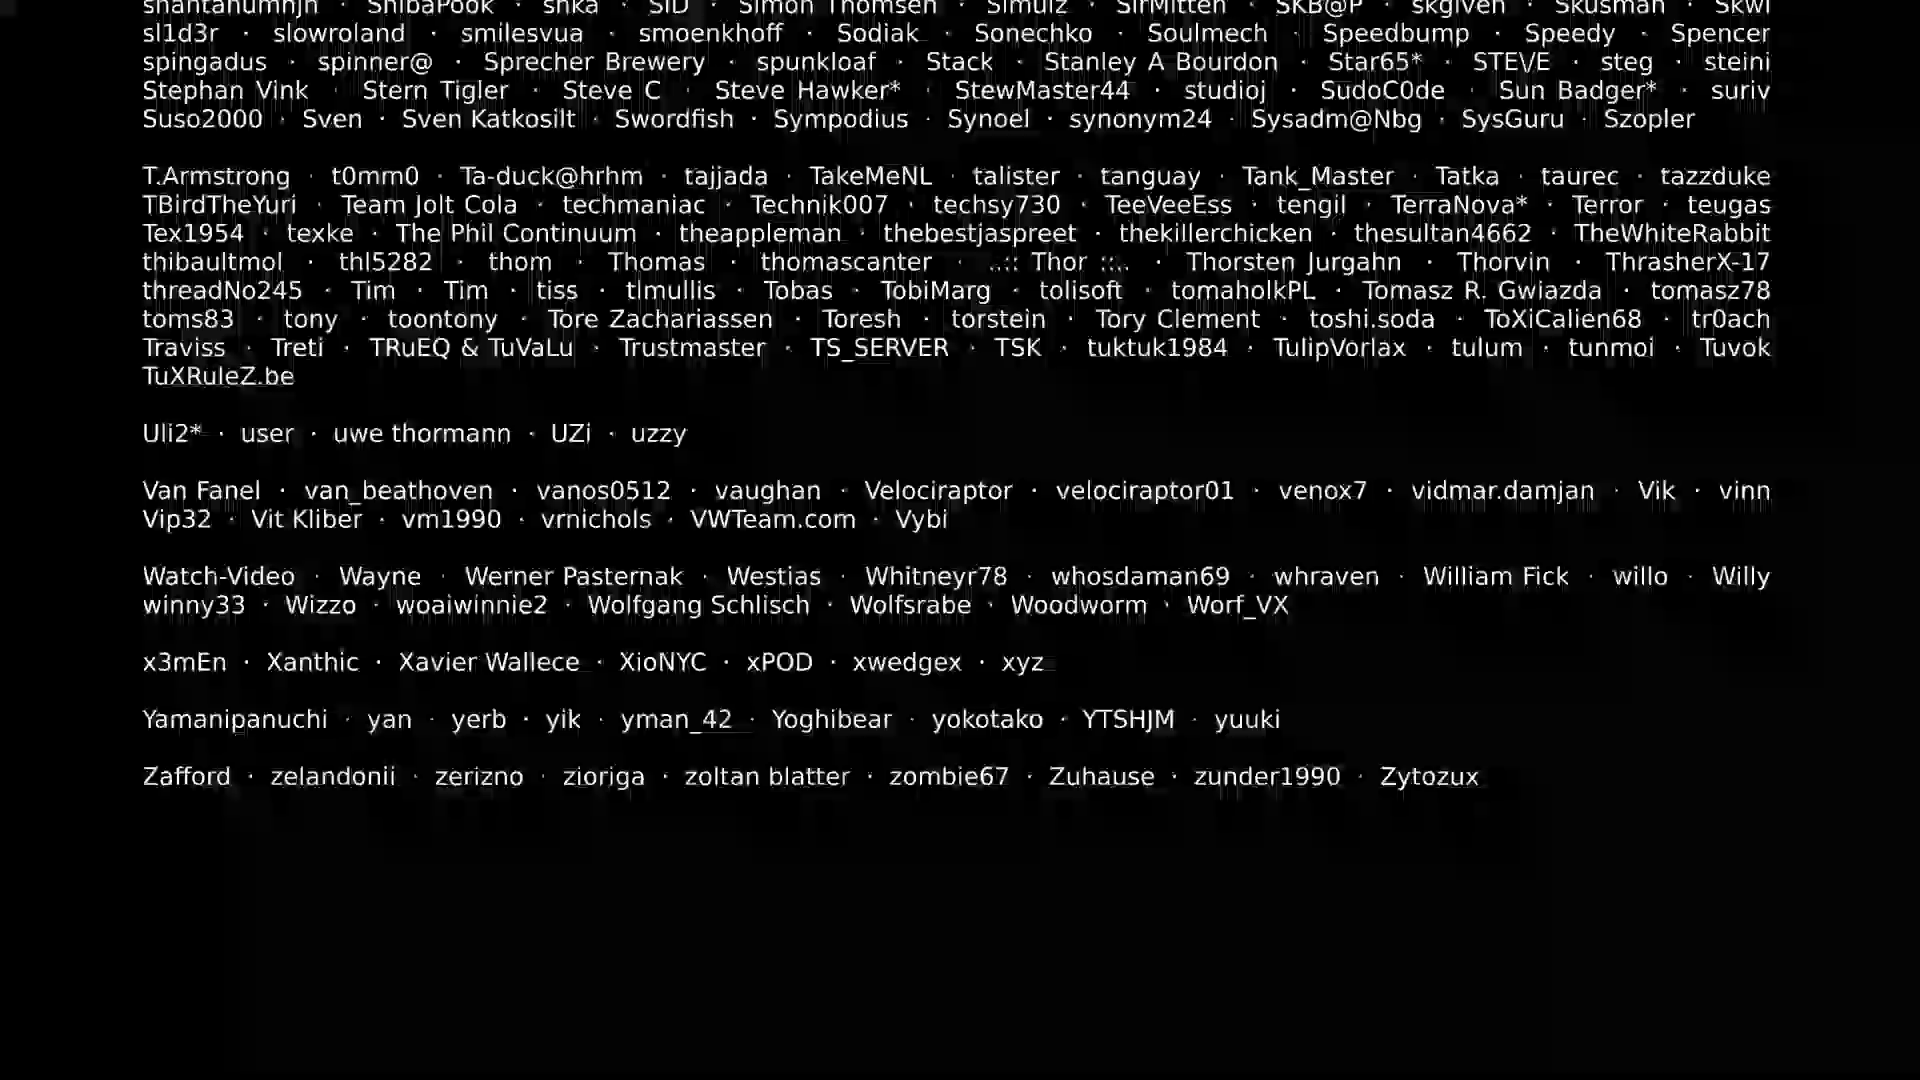 shantanumnjn · ShibaPook · shka · SID · Simon Thomsen · Simulz · SirMitten · SKB@P · skgiven · Skusman · Skwl
sl1d3r · slowroland · smilesvua · smoenkhoff · Sodiak · Sonechko · Soulmech · Speedbump · Speedy · Spencer
spingadus · spinner@ · Sprecher Brewery · spunkloaf · Stack · Stanley A Bourdon · Star65* · STE\/E · steg · steini
Stephan Vink · Stern Tigler · Steve C · Steve Hawker* · StewMaster44 · studioj · SudoC0de · Sun Badger* · suriv
Suso2000 · Sven · Sven Katkosilt · Swordfish · Sympodius · Synoel · synonym24 · Sysadm@Nbg · SysGuru · Szopler
T.Armstrong · t0mm0 · Ta-duck@hrhm · tajjada · TakeMeNL · talister · tanguay · Tank_Master · Tatka · taurec · tazzduke
TBirdTheYuri · Team Jolt Cola · techmaniac · Technik007 · techsy730 · TeeVeeEss · tengil · TerraNova* · Terror · teugas
Tex1954 · texke · The Phil Continuum · theappleman · thebestjaspreet · thekillerchicken · thesultan4662 · TheWhiteRabbit
thibaultmol · thl5282 · thom · Thomas · thomascanter · ..:: Thor ::.. · Thorsten Jurgahn · Thorvin · ThrasherX-17
threadNo245 · Tim · Tim · tiss · tlmullis · Tobas · TobiMarg · tolisoft · tomaholkPL · Tomasz R. Gwiazda · tomasz78
toms83 · tony · toontony · Tore Zachariassen · Toresh · torstein · Tory Clement · toshi.soda · ToXiCalien68 · tr0ach
Traviss · Treti · TRuEQ & TuVaLu · Trustmaster · TS_SERVER · TSK · tuktuk1984 · TulipVorlax · tulum · tunmoi · Tuvok
TuXRuleZ.be
Uli2* · user · uwe thormann · UZi · uzzy
Van Fanel · van_beathoven · vanos0512 · vaughan · Velociraptor · velociraptor01 · venox7 · vidmar.damjan · Vik · vinn
Vip32 · Vit Kliber · vm1990 · vrnichols · VWTeam.com · Vybi
Watch-Video · Wayne · Werner Pasternak · Westias · Whitneyr78 · whosdaman69 · whraven · William Fick · willo · Willy
winny33 · Wizzo · woaiwinnie2 · Wolfgang Schlisch · Wolfsrabe · Woodworm · Worf_VX
x3mEn · Xanthic · Xavier Wallece · XioNYC · xPOD · xwedgex · xyz
Yamanipanuchi · yan · yerb · yik · yman_42 · Yoghibear · yokotako · YTSHJM · yuuki
Zafford · zelandonii · zerizno · zioriga · zoltan blatter · zombie67 · Zuhause · zunder1990 · Zytozux